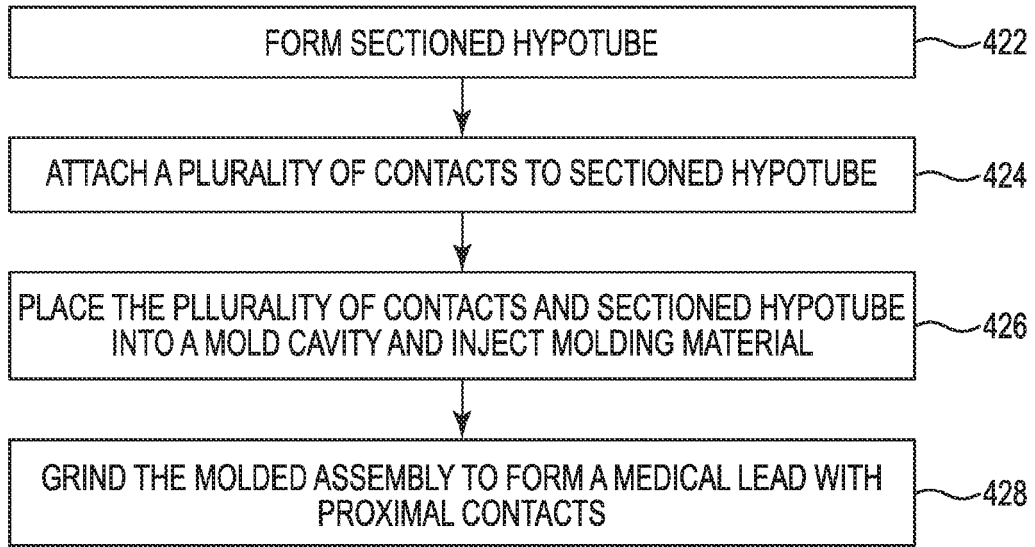 FORM SECTIONED HYPOTUBE
422
ATTACH A PLURALITY OF CONTACTS TO SECTIONED HYPOTUBE
424
PLACE THE PLLURALITY OF CONTACTS AND SECTIONED HYPOTUBE
INTO A MOLD CAVITY AND INJECT MOLDING MATERIAL
426
GRIND THE MOLDED ASSEMBLY TO FORM A MEDICAL LEAD WITH
PROXIMAL CONTACTS
428